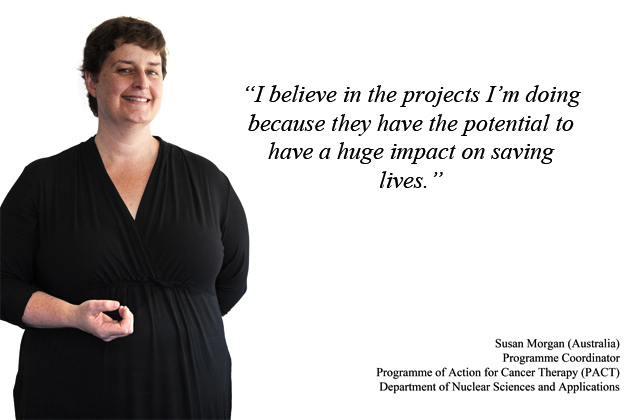 “I believe in the projects I’m doing
because they have the potential to
have a huge impact on saving
lives.”
Susan Morgan (Australia)
Programme Coordinator
Programme of Action for Cancer Therapy (PACT)
Department of Nuclear Sciences and Applications